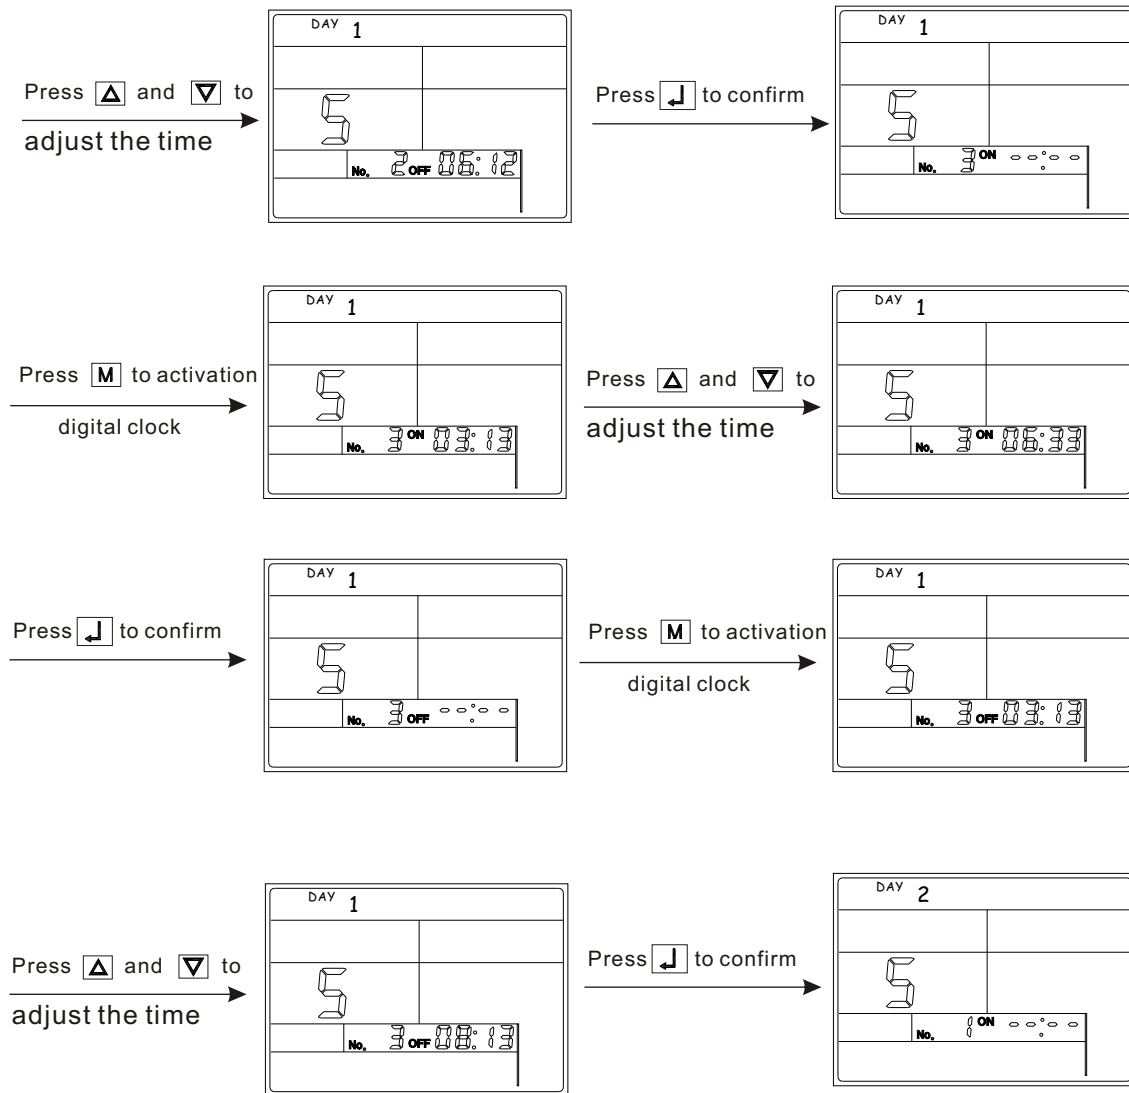 DAY 1
Press △ and ▽ to
adjust the time
5
No. 2 OFF 06:12
DAY 1
Press ↲ to confirm
5
No. 3 ON --:--
DAY 1
Press M to activation
digital clock
5
No. 3 ON 03:13
DAY 1
Press △ and ▽ to
adjust the time
5
No. 3 ON 06:33
DAY 1
Press ↲ to confirm
5
No. 3 OFF --:--
DAY 1
Press M to activation
digital clock
5
No. 3 OFF 03:13
DAY 1
Press △ and ▽ to
adjust the time
5
No. 3 OFF 08:13
DAY 2
Press ↲ to confirm
5
No. 1 ON --:--